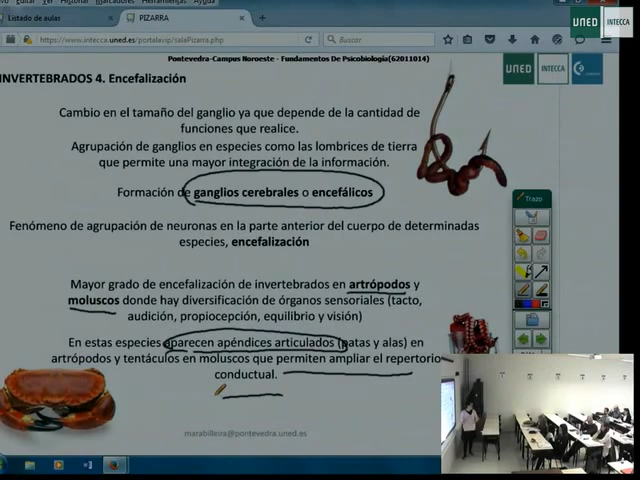 Ver Historial Marcadores Herramientas Ayuda
Listado de aulas
PIZARRA
https://www.intecca.uned.es/portalavip/salaPizarra.php
Buscar
UNED INTECCA
Pontevedra-Campus Noroeste - Fundamentos De Psicobiología(62011014)
INVERTEBRADOS 4. Encefalización
UNED INTECCA
Cambio en el tamaño del ganglio ya que depende de la cantidad de
funciones que realice.
Agrupación de ganglios en especies como las lombrices de tierra
que permite una mayor integración de la información.
Formación de ganglios cerebrales o encefálicos
Trazo
Fenómeno de agrupación de neuronas en la parte anterior del cuerpo de determinadas
especies, encefalización
Mayor grado de encefalización de invertebrados en artrópodos y
moluscos donde hay diversificación de órganos sensoriales (tacto,
audición, propiocepción, equilibrio y visión)
En estas especies aparecen apéndices articulados (patas y alas) en
artrópodos y tentáculos en moluscos que permiten ampliar el repertorio
conductual.
marabilleira@pontevedra.uned.es